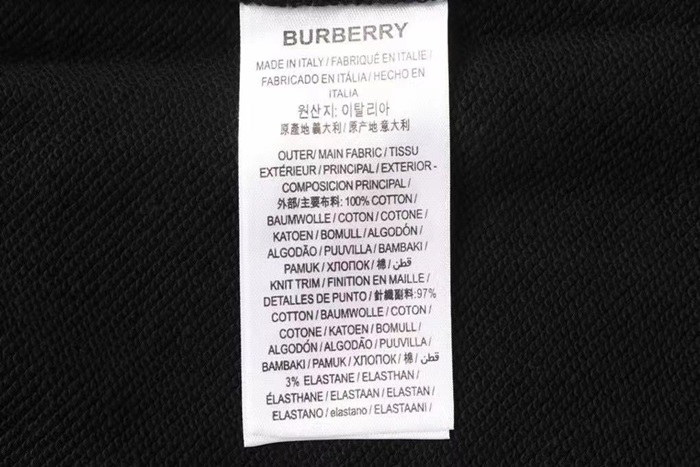 BURBERRY
MADE IN ITALY / FABRIQUÉ EN ITALIE /
FABRICADO EN ITÁLIA / HECHO EN
ITALIA
원산지: 이탈리아
原產地 義大利 / 原产地 意大利
OUTER/ MAIN FABRIC / TISSU
EXTÉRIEUR / PRINCIPAL / EXTERIOR -
COMPOSICION PRINCIPAL /
外部/主要布料: 100% COTTON /
BAUMWOLLE / COTON / COTONE /
KATOEN / BOMULL / ALGODÓN /
ALGODÃO / PUUVILLA / BAMBAKI /
PAMUK / ХЛОПОК / 棉 / قطن /
KNIT TRIM / FINITION EN MAILLE /
DETALLES DE PUNTO / 針織副料:97%
COTTON / BAUMWOLLE / COTON /
COTONE / KATOEN / BOMULL /
ALGODÓN / ALGODÃO / PUUVILLA /
BAMBAKI / PAMUK / ХЛОПОК / 棉 / قطن
3% ELASTANE / ELASTHAN /
ÉLASTHANE / ELASTAAN / ELASTAN /
ELASTANO / elastano / ELASTAANI /